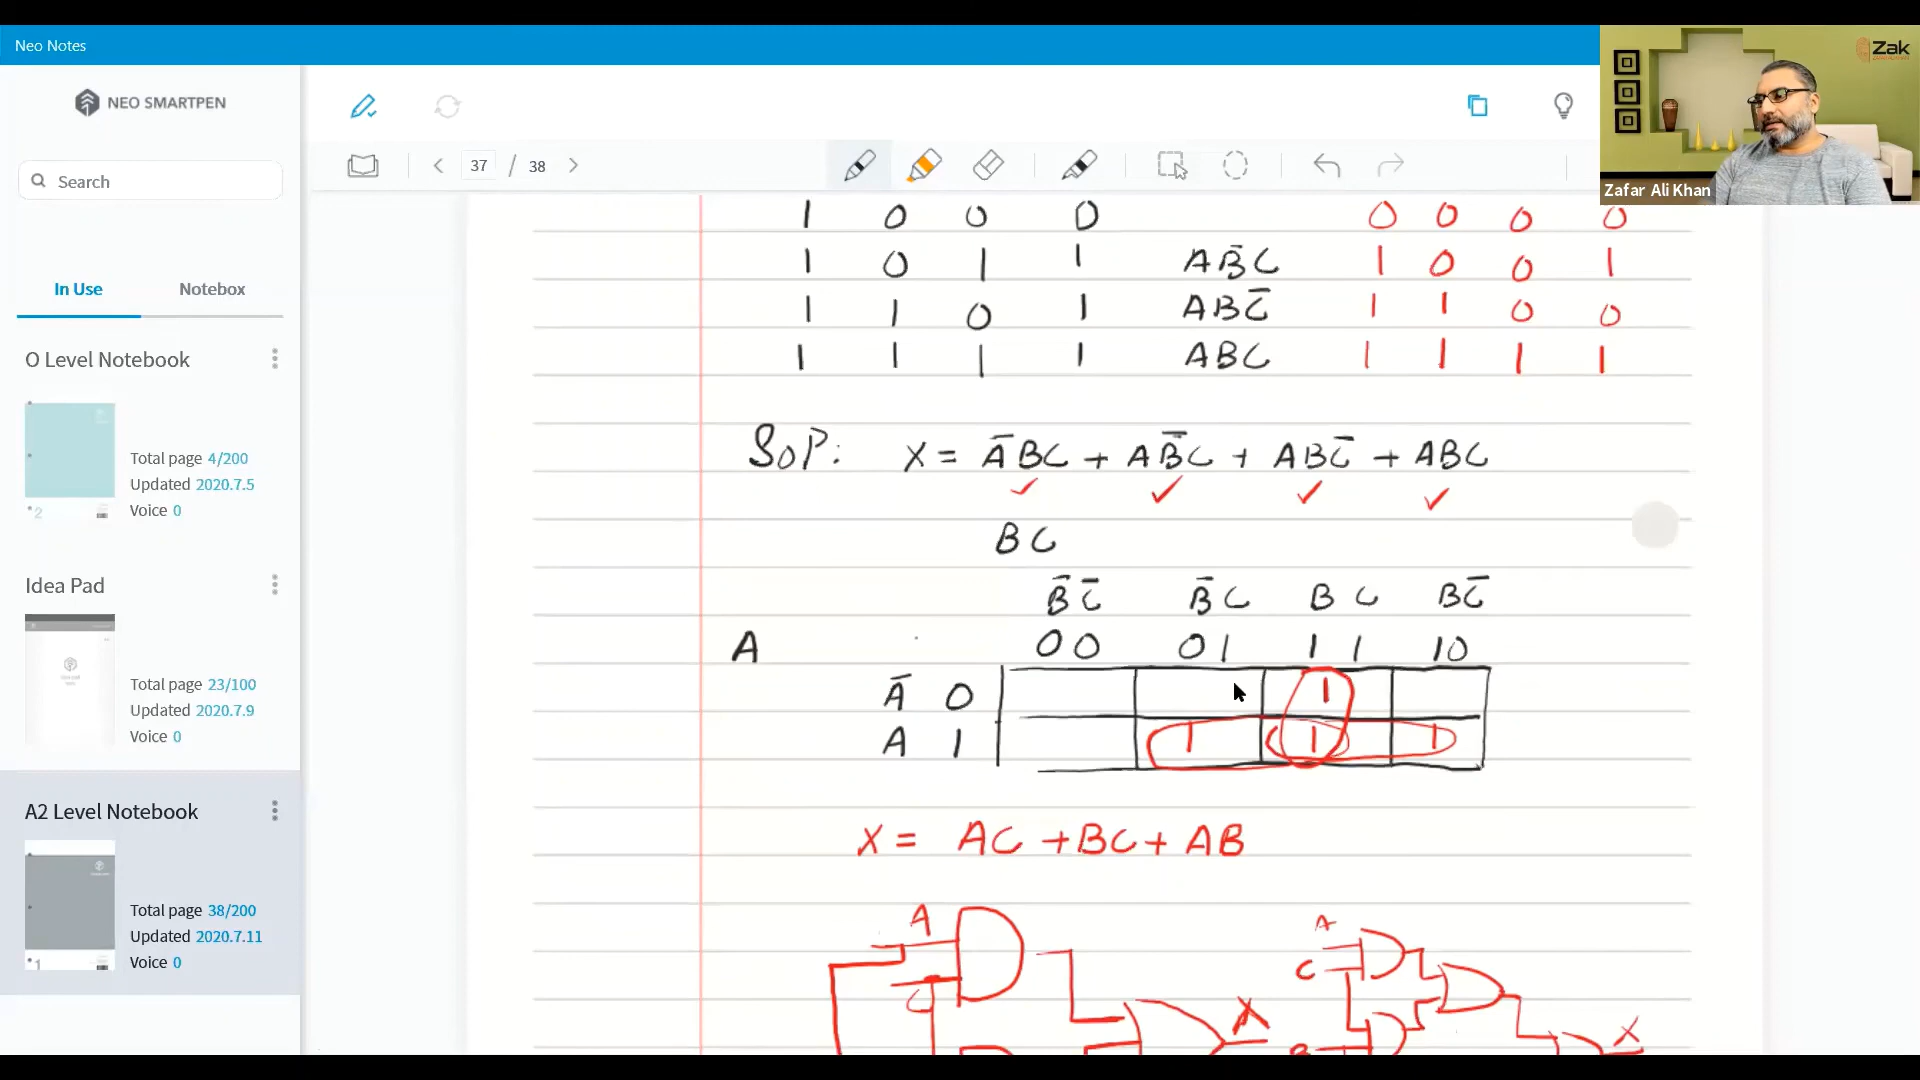 Neo Notes
Zak
NEO SMARTPEN
37 / 38
Zafar Ali Khan
Search
In Use Notebox
O Level Notebook
Total page 4/200
Updated 2020.7.5
Voice 0
Idea Pad
Total page 23/100
Updated 2020.7.9
Voice 0
A2 Level Notebook
Total page 38/200
Updated 2020.7.11
Voice 0
1 0 0 0 0 0 0 0
1 0 1 1 AB̅C 1 0 0 1
1 1 0 1 ABC̅ 1 1 0 0
1 1 1 1 ABC 1 1 1 1
SOP: X = A̅BC + AB̅C + ABC̅ + ABC
BC
B̅C̅ B̅C BC BC̅
A 00 01 11 10
A̅ 0 1
A 1 1 1 1
X = AC + BC + AB
A
C
X
A
C
B
X